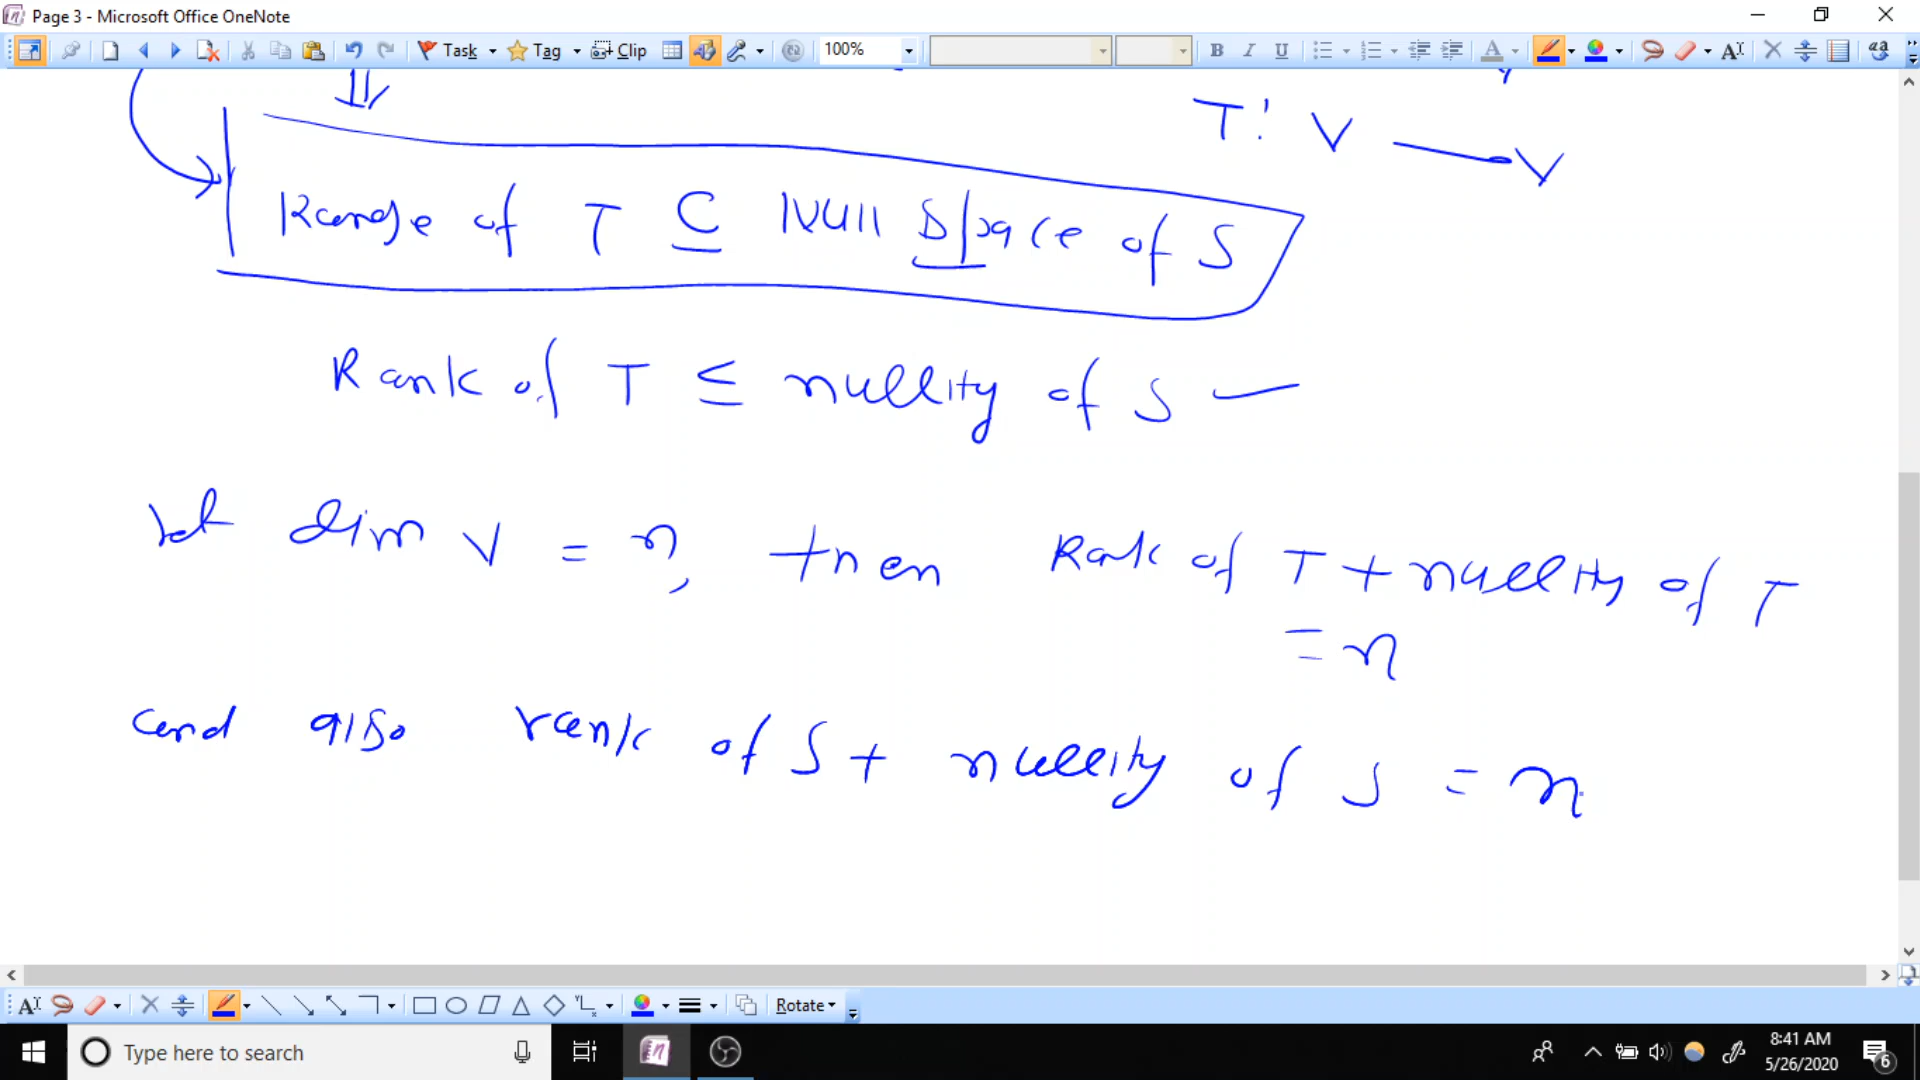 Page 3 - Microsoft Office OneNote
Task Tag Clip 100% B I U A
T: V → V
Range of T ⊆ Null Space of S
Rank of T ≤ nullity of S
let dim V = n, then Rank of T + nullity of T
= n
and also rank of S + nullity of S = n
Rotate
Type here to search
8:41 AM
5/26/2020
6